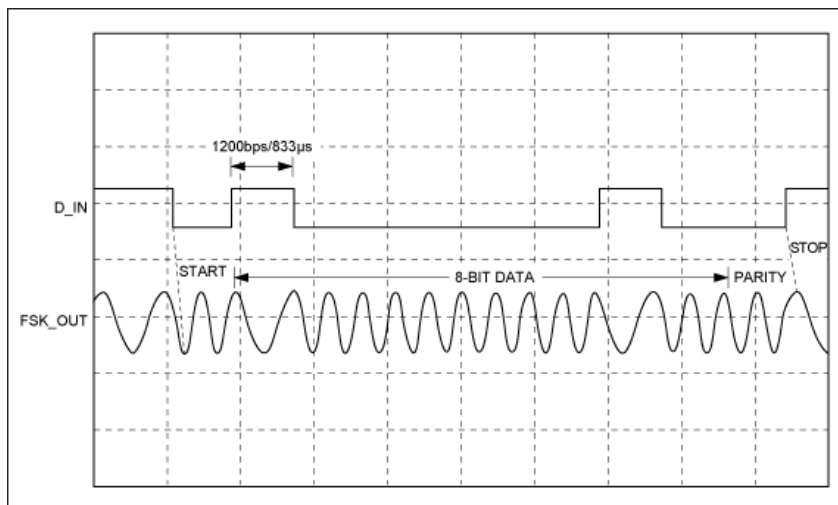 1200bps/833µs
D_IN
STOP
START
8-BIT DATA
PARITY
FSK_OUT